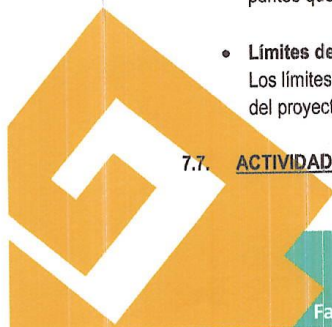 puntos que
• Límites de
Los límites
del proyect
7.7. ACTIVIDAD
Fa